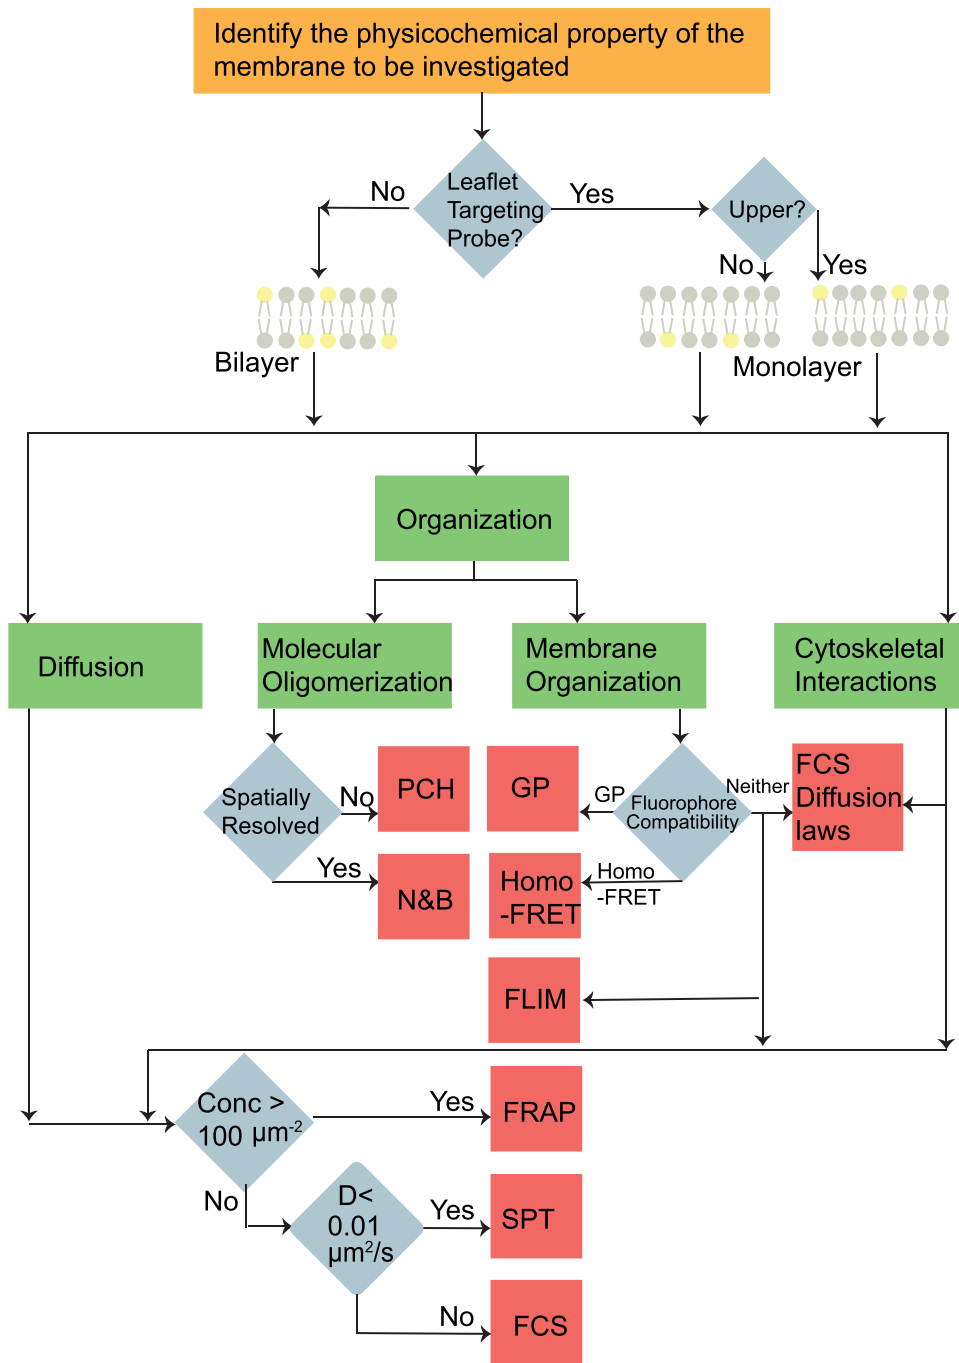 Identify the physicochemical property of the
membrane to be investigated
No
Leaflet
Targeting
Probe?
Yes
Upper?
No
Yes
Bilayer
Monolayer
Organization
Diffusion
Molecular
Oligomerization
Membrane
Organization
Cytoskeletal
Interactions
Spatially
Resolved
No
PCH
Yes
N&B
GP
GP
Fluorophore
Compatibility
Neither
FCS
Diffusion
laws
Homo
-FRET
Homo
-FRET
FLIM
Conc >
100 µm-2
Yes
FRAP
No
D<
0.01
µm2/s
Yes
SPT
No
FCS